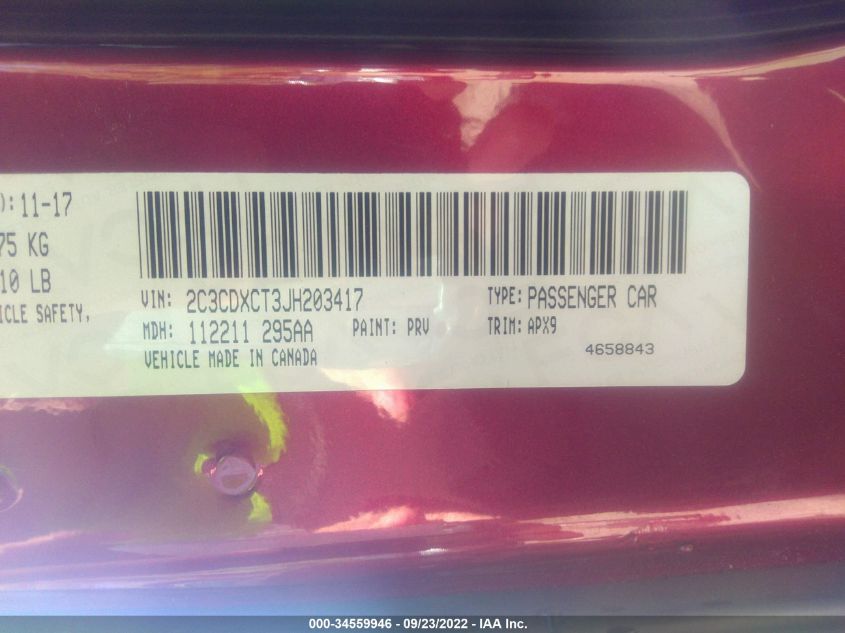 ): 11-17
75 KG
10 LB
ICLE SAFETY,
VIN: 2C3CDXCT3JH203417 TYPE: PASSENGER CAR
MDH: 112211 295AA PAINT: PRV TRIM: APX9
VEHICLE MADE IN CANADA 4658843
000-34559946 - 09/23/2022 - IAA Inc.